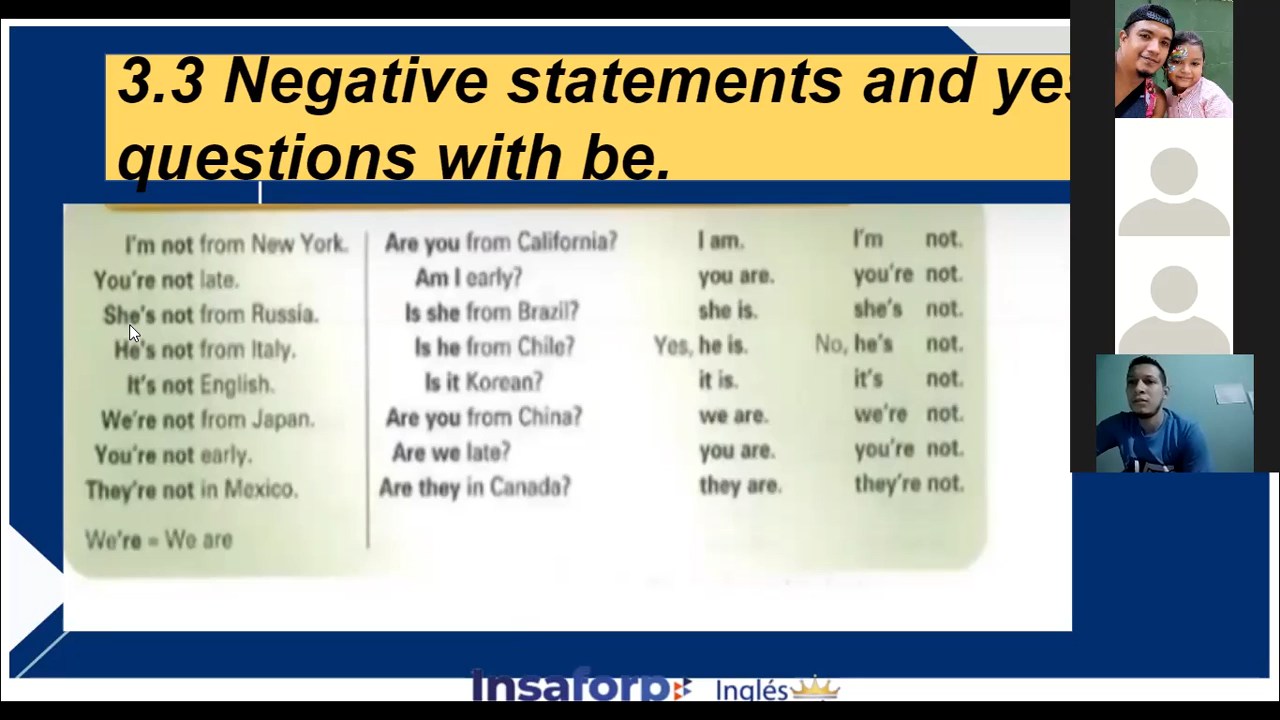 3.3 Negative statements and yes
questions with be.
I'm not from New York. Are you from California? I am. I'm not.
You're not late. Am I early? you are. you're not.
She's not from Russia. Is she from Brazil? she is. she's not.
He's not from Italy. Is he from Chile? Yes, he is. No, he's not.
It's not English. Is it Korean? it is. it's not.
We're not from Japan. Are you from China? we are. we're not.
You're not early. Are we late? you are. you're not.
They're not in Mexico. Are they in Canada? they are. they're not.
We're = We are
Insaforp Inglés